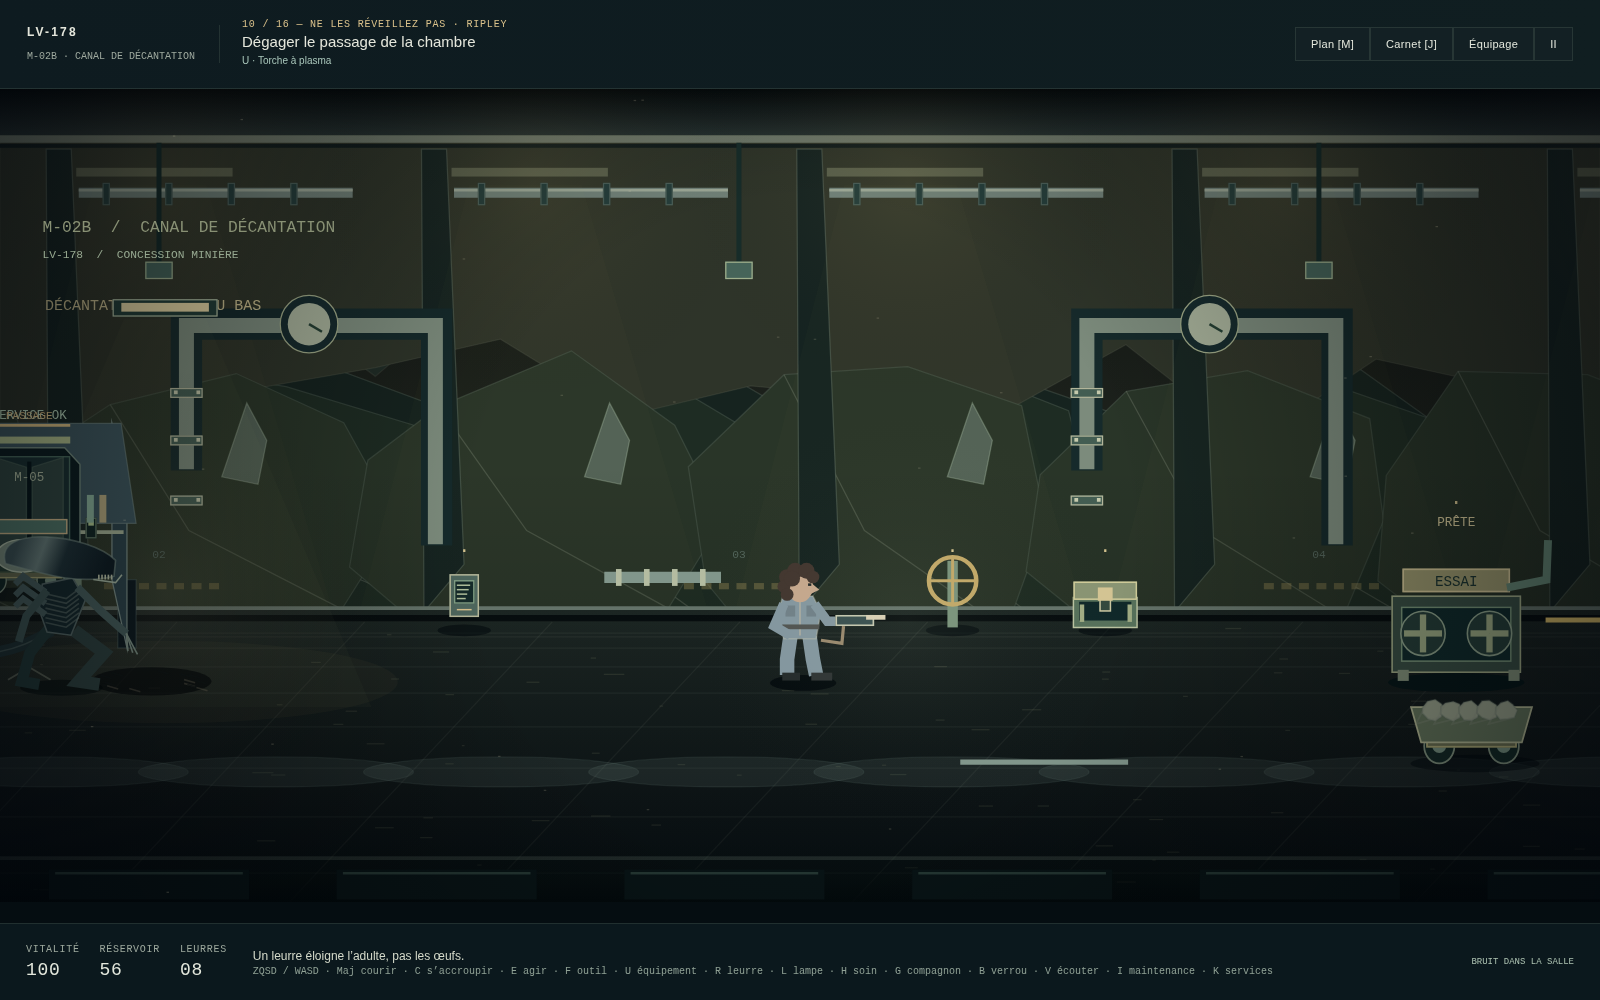 LV-178
M-02B · CANAL DE DÉCANTATION
10 / 16 — NE LES RÉVEILLEZ PAS · RIPLEY
Dégager le passage de la chambre
U · Torche à plasma
Plan [M]
Carnet [J]
Équipage
II
M-02B / CANAL DE DÉCANTATION
LV-178 / CONCESSION MINIÈRE
BAS
OK
M-05
02
03
04
PRÊTE
ESSAI
VITALITÉ
100
RÉSERVOIR
56
LEURRES
08
Un leurre éloigne l’adulte, pas les œufs.
ZQSD / WASD · Maj courir · C s’accroupir · E agir · F outil · U équipement · R leurre · L lampe · H soin · G compagnon · B verrou · V écouter · I maintenance · K services
BRUIT DANS LA SALLE